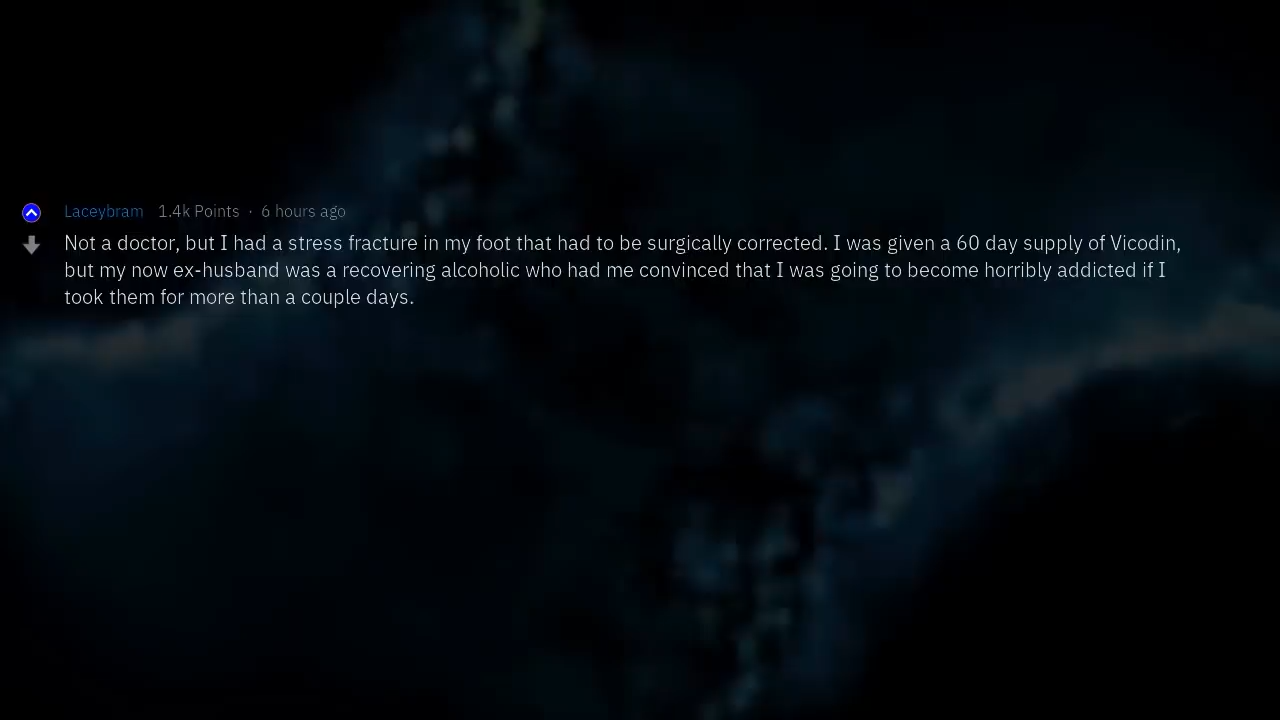 Laceybram 1.4k Points · 6 hours ago
Not a doctor, but I had a stress fracture in my foot that had to be surgically corrected. I was given a 60 day supply of Vicodin,
but my now ex-husband was a recovering alcoholic who had me convinced that I was going to become horribly addicted if I
took them for more than a couple days.